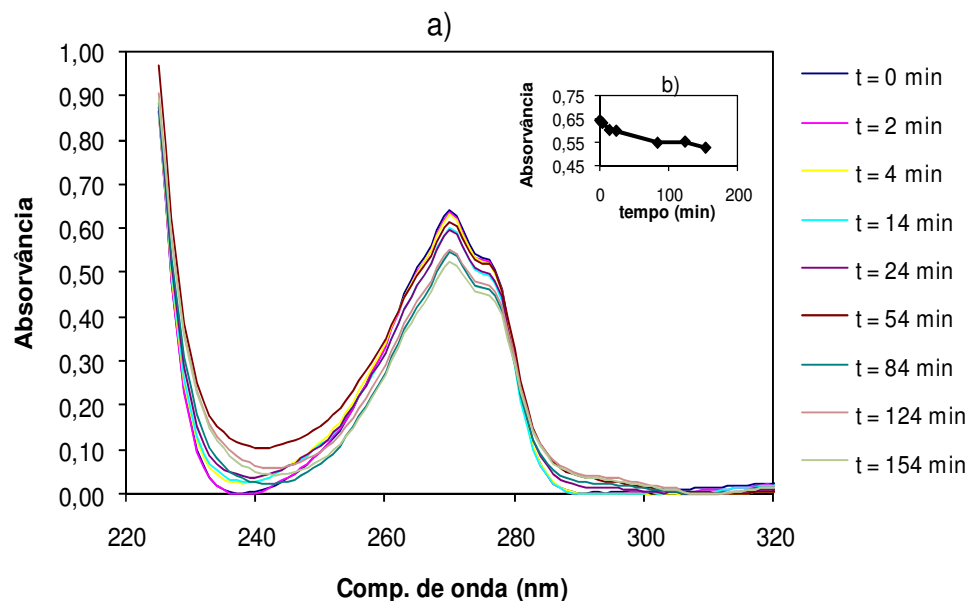 a)
1,00
0,90
0,80
0,70
0,60
0,50
0,40
0,30
0,20
0,10
0,00
Absorvância
220
240
260
280
300
320
Comp. de onda (nm)
b)
0,75
0,65
0,55
0,45
Absorvância
0
100
200
tempo (min)
t = 0 min
t = 2 min
t = 4 min
t = 14 min
t = 24 min
t = 54 min
t = 84 min
t = 124 min
t = 154 min